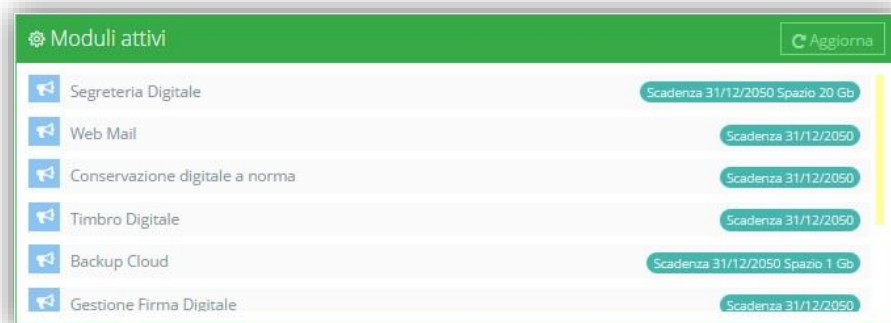 Moduli attivi
Aggiorna
Segreteria Digitale
Scadenza 31/12/2050 Spazio 20 Gb
Web Mail
Scadenza 31/12/2050
Conservazione digitale a norma
Scadenza 31/12/2050
Timbro Digitale
Scadenza 31/12/2050
Backup Cloud
Scadenza 31/12/2050 Spazio 1 Gb
Gestione Firma Digitale
Scadenza 31/12/2050